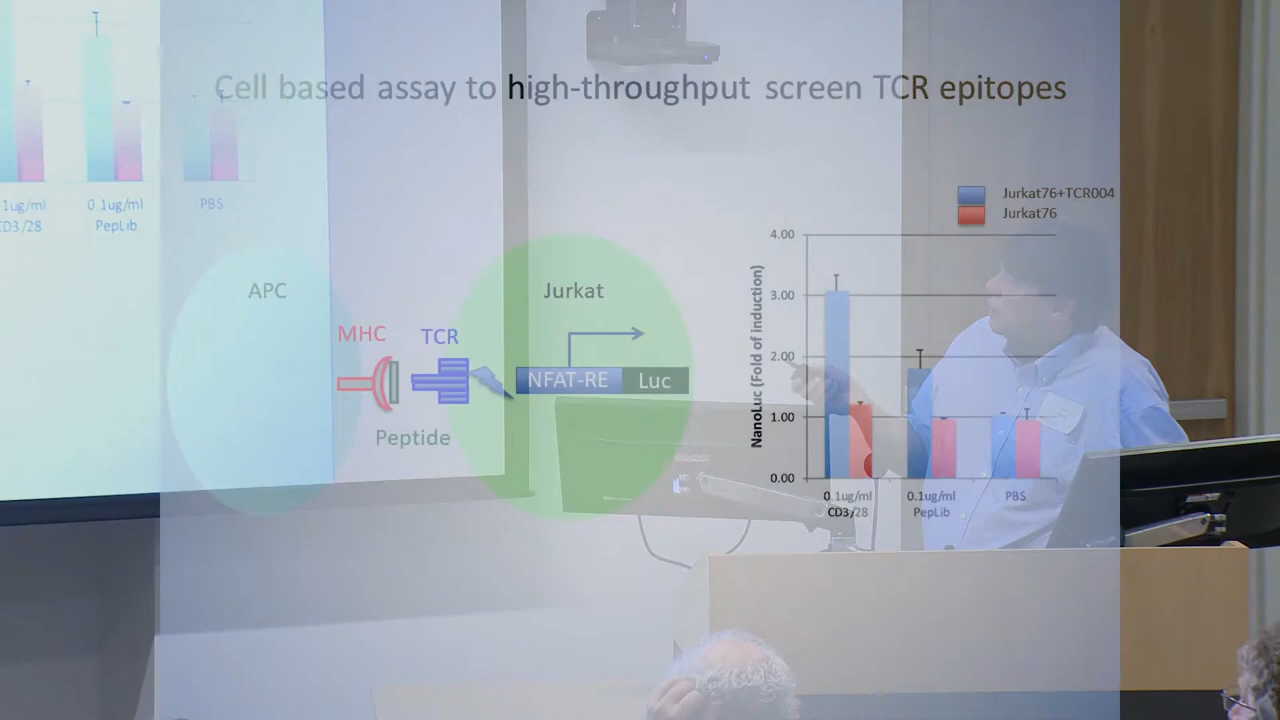 Cell based assay to high-throughput screen TCR epitopes
1ug/ml
CD3/28
0 1ug/ml
PepLib
PBS
APC
MHC
TCR
Peptide
Jurkat
NFAT-RE
Luc
Jurkat76+TCR004
Jurkat76
NanoLuc (Fold of induction)
4.00
3.00
2.00
1.00
0.00
0.1ug/ml
CD3/28
0.1ug/ml
PepLib
PBS